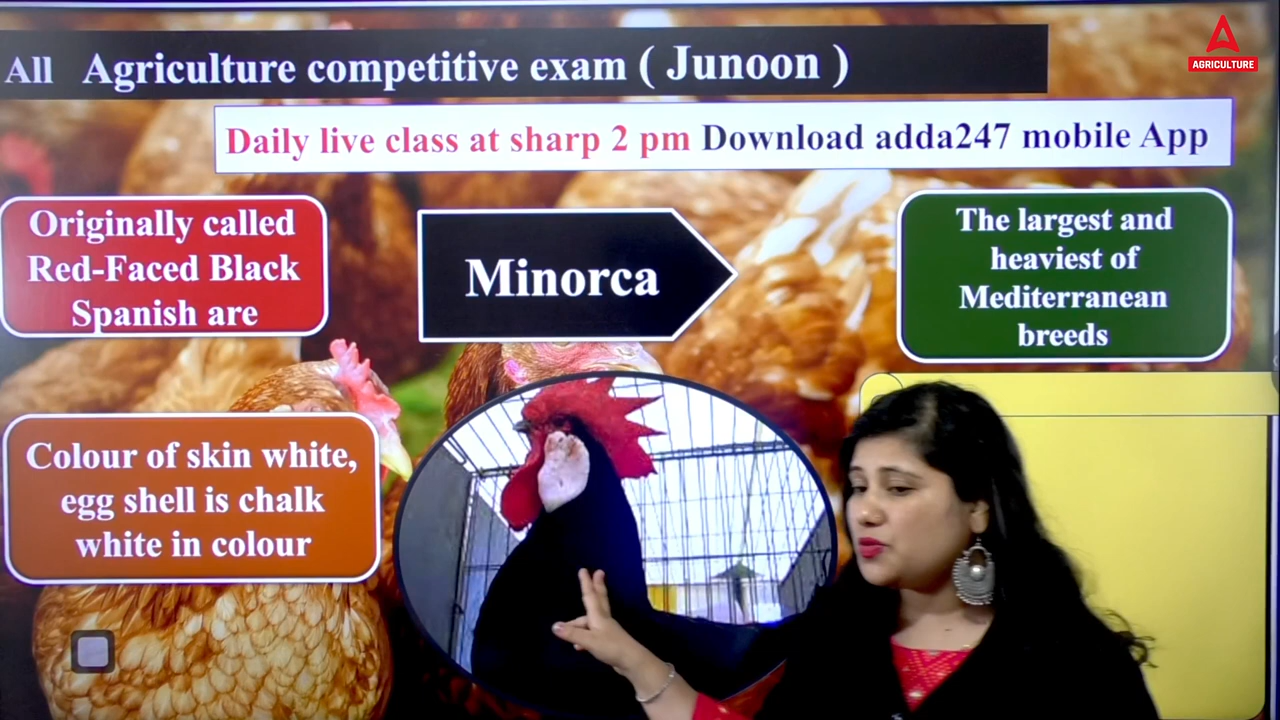 All Agriculture competitive exam ( Junoon )
AGRICULTURE
Daily live class at sharp 2 pm Download adda247 mobile App
Originally called
Red-Faced Black
Spanish are
Minorca
The largest and
heaviest of
Mediterranean
breeds
Colour of skin white,
egg shell is chalk
white in colour